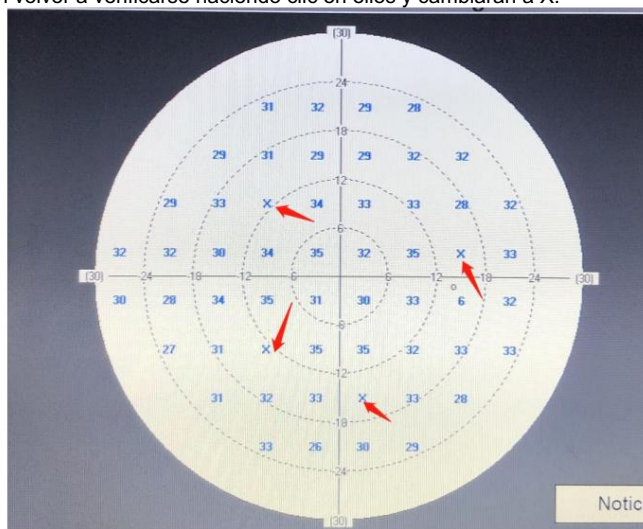 volver a verificarse haciendo clic en ellos y cambiarán a X.
(30)
24
31 32 29 28
18
29 31 29 29 32 32
12
29 33 X 34 33 33 28 32
6
32 32 30 34 35 32 35 X 33
(30) 24 18 12 6 6 12 18 24 (30)
30 28 34 35 31 30 33 6 32
6
27 31 X 35 35 32 33 33
12
31 32 33 X 33 28
18
33 26 30 29
24
(30)
Notic